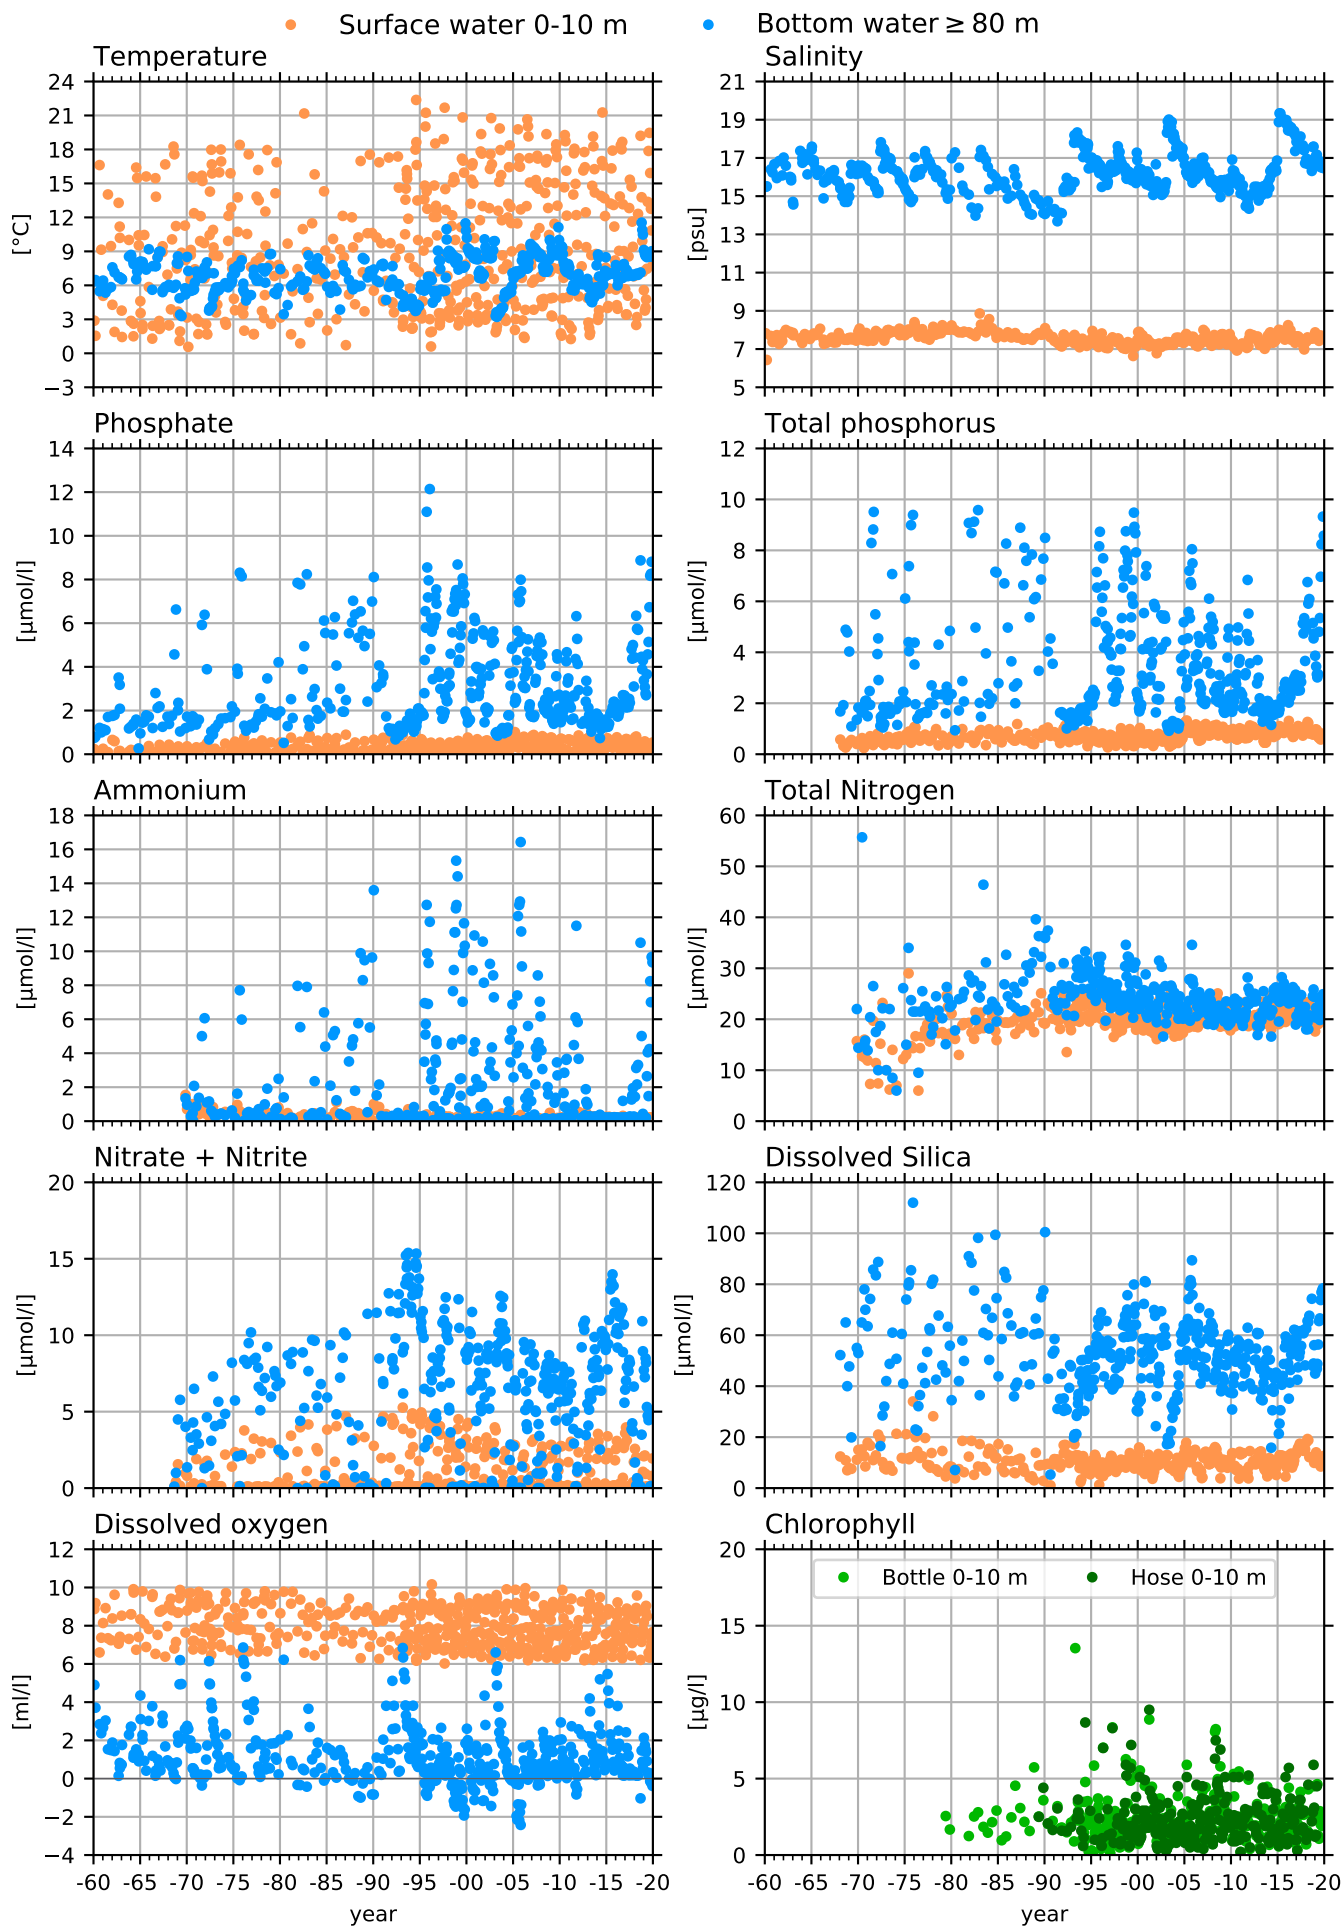 Surface water 0-10 m
Bottom water ≥ 80 m
Temperature
24
21
18
15
12
9
6
3
0
−3
[°C]
Salinity
21
19
17
15
13
11
9
7
5
[psu]
Phosphate
14
12
10
8
6
4
2
0
[µmol/l]
Total phosphorus
12
10
8
6
4
2
0
[µmol/l]
Ammonium
18
16
14
12
10
8
6
4
2
0
[µmol/l]
Total Nitrogen
60
50
40
30
20
10
0
[µmol/l]
Nitrate + Nitrite
20
15
10
5
0
[µmol/l]
Dissolved Silica
120
100
80
60
40
20
0
[µmol/l]
Dissolved oxygen
12
10
8
6
4
2
0
−2
−4
[ml/l]
-60 -65 -70 -75 -80 -85 -90 -95 -00 -05 -10 -15 -20
year
Chlorophyll
Bottle 0-10 m
Hose 0-10 m
20
15
10
5
0
[µg/l]
-60 -65 -70 -75 -80 -85 -90 -95 -00 -05 -10 -15 -20
year